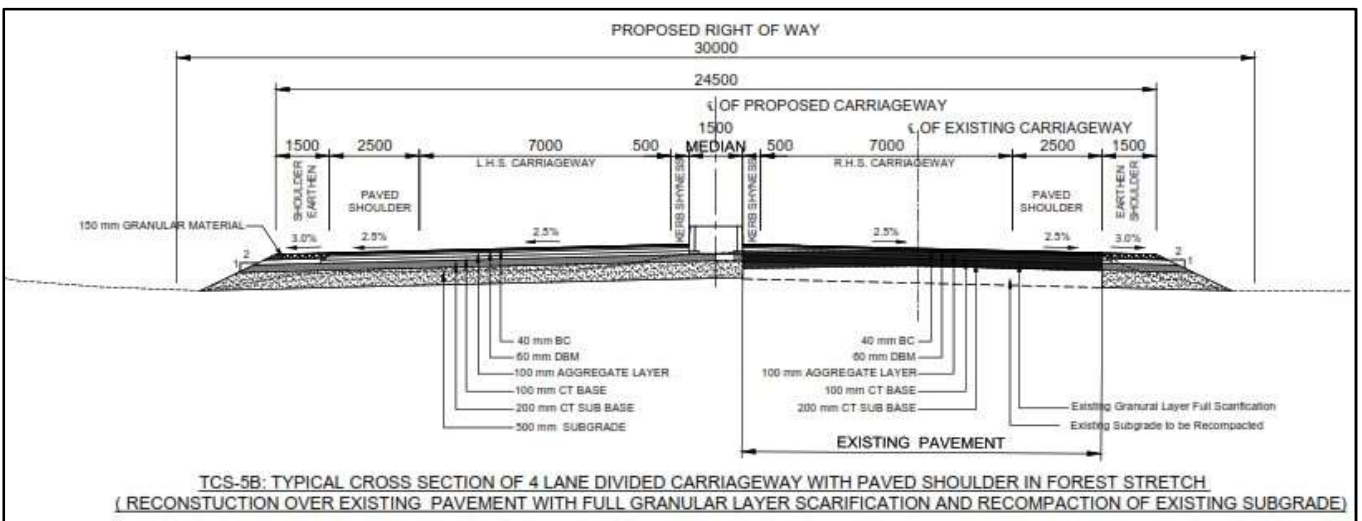 PROPOSED RIGHT OF WAY
30000
24500
℄ OF PROPOSED CARRIAGEWAY
1500
MEDIAN
℄ OF EXISTING CARRIAGEWAY
1500 2500 7000 500 500 7000 2500 1500
L.H.S. CARRIAGEWAY R.H.S. CARRIAGEWAY
SHOULDER
EARTHEN
PAVED
SHOULDER
KERB SHYNESS
KERB SHYNESS
PAVED
SHOULDER
EARTHEN
SHOULDER
150 mm GRANULAR MATERIAL
3.0% 2.5% 2.5% 2.5% 2.5% 3.0%
2
1
2
1
40 mm BC
60 mm DBM
100 mm AGGREGATE LAYER
100 mm CT BASE
200 mm CT SUB BASE
500 mm SUBGRADE
40 mm BC
60 mm DBM
100 mm AGGREGATE LAYER
100 mm CT BASE
200 mm CT SUB BASE
Existing Granural Layer Full Scarification
Existing Subgrade to be Recompacted
EXISTING PAVEMENT
TCS-5B: TYPICAL CROSS SECTION OF 4 LANE DIVIDED CARRIAGEWAY WITH PAVED SHOULDER IN FOREST STRETCH
( RECONSTUCTION OVER EXISTING PAVEMENT WITH FULL GRANULAR LAYER SCARIFICATION AND RECOMPACTION OF EXISTING SUBGRADE)